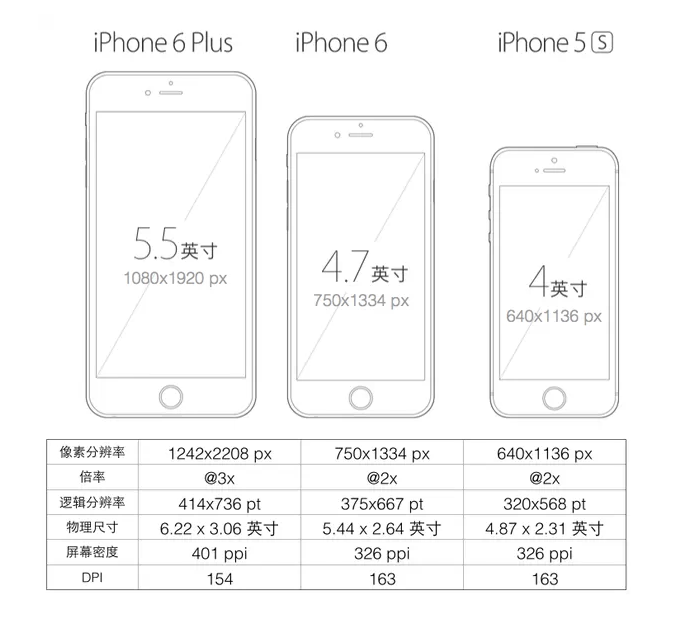 iPhone 6 Plus
iPhone 6
iPhone 5 S
5.5英寸
1080x1920 px
4.7英寸
750x1334 px
4英寸
640x1136 px
像素分辨率 1242x2208 px 750x1334 px 640x1136 px
倍率 @3x @2x @2x
逻辑分辨率 414x736 pt 375x667 pt 320x568 pt
物理尺寸 6.22 x 3.06 英寸 5.44 x 2.64 英寸 4.87 x 2.31 英寸
屏幕密度 401 ppi 326 ppi 326 ppi
DPI 154 163 163